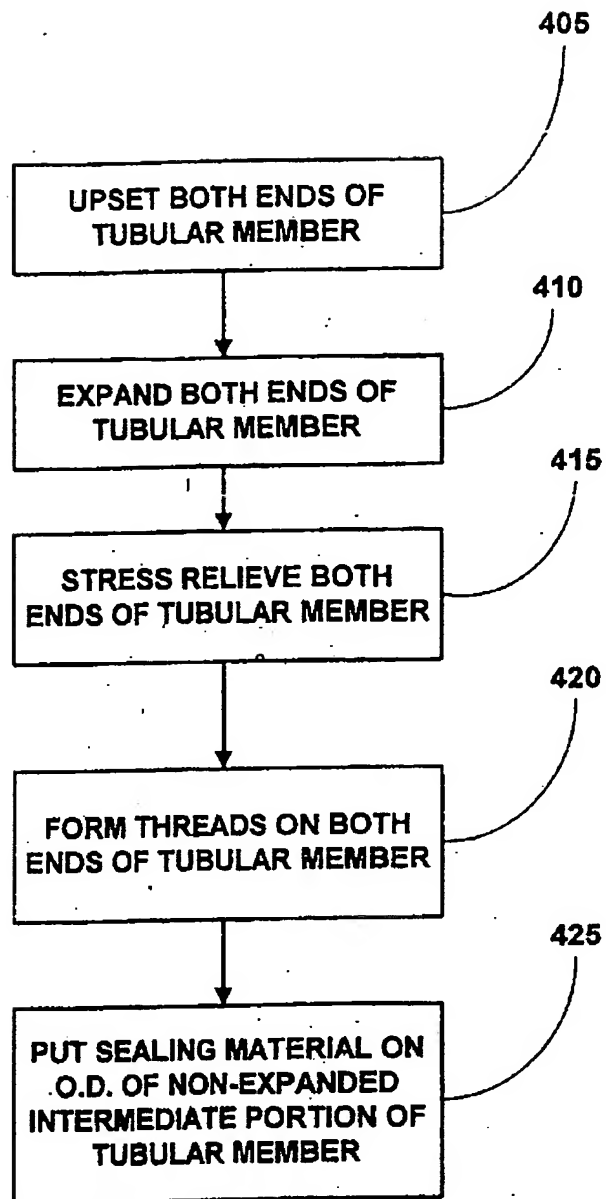 405
UPSET BOTH ENDS OF
TUBULAR MEMBER
410
EXPAND BOTH ENDS OF
TUBULAR MEMBER
415
STRESS RELIEVE BOTH
ENDS OF TUBULAR MEMBER
420
FORM THREADS ON BOTH
ENDS OF TUBULAR MEMBER
425
PUT SEALING MATERIAL ON
O.D. OF NON-EXPANDED
INTERMEDIATE PORTION OF
TUBULAR MEMBER